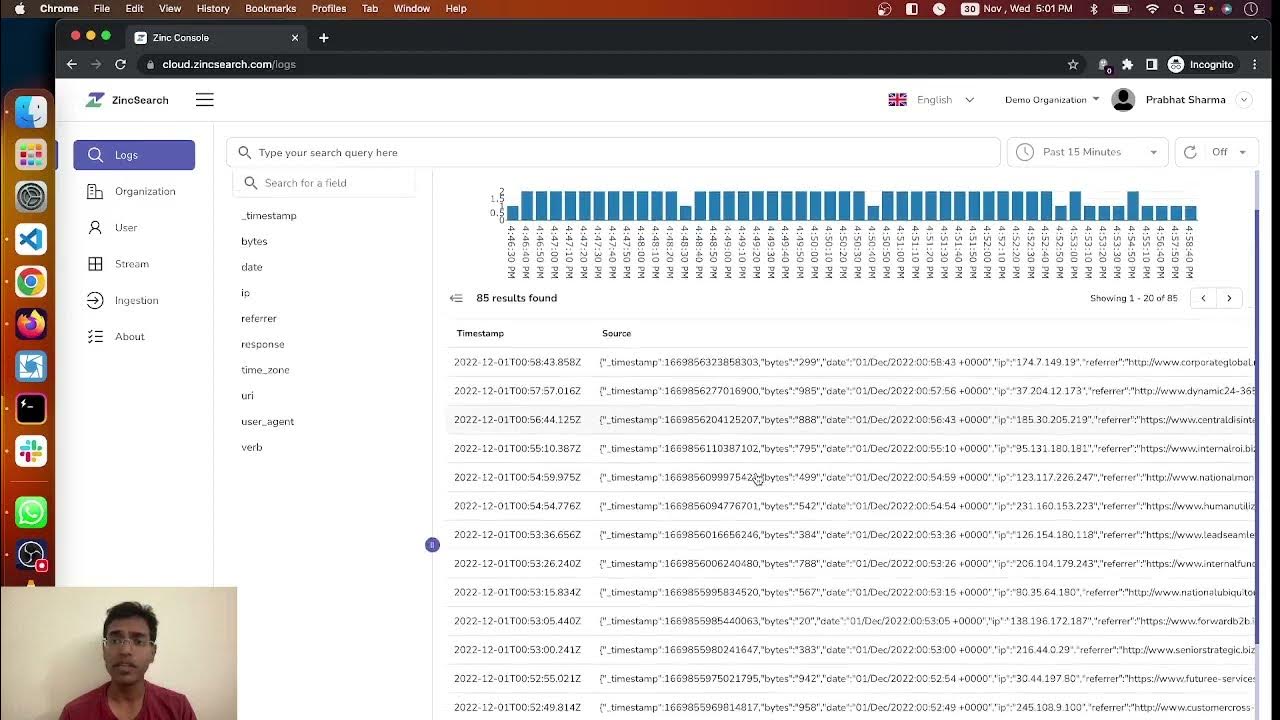 Chrome File Edit View History Bookmarks Profiles Tab Window Help 30 Nov, Wed, 5:01 PM
Zinc Console
cloud.zincsearch.com/logs Incognito
ZincSearch English Demo Organization Prabhat Sharma
Logs
Organization
User
Stream
Ingestion
About
Type your search query here Past 15 Minutes Off
Search for a field
_timestamp
bytes
date
ip
referrer
response
time_zone
uri
user_agent
verb
2
1.5
1
0.5
0
4:46:30 PM 4:46:40 PM 4:46:50 PM 4:47:00 PM 4:47:10 PM 4:47:20 PM 4:47:30 PM 4:47:40 PM 4:47:50 PM 4:48:00 PM 4:48:10 PM 4:48:20 PM 4:48:30 PM 4:48:50 PM 4:49:00 PM 4:49:10 PM 4:49:20 PM 4:49:30 PM 4:49:40 PM 4:49:50 PM 4:50:00 PM 4:50:10 PM 4:50:20 PM 4:50:30 PM 4:50:40 PM 4:50:50 PM 4:51:00 PM 4:51:10 PM 4:51:20 PM 4:51:30 PM 4:51:40 PM 4:51:50 PM 4:52:00 PM 4:52:10 PM 4:52:20 PM 4:52:30 PM 4:52:40 PM 4:52:50 PM 4:53:00 PM 4:53:10 PM 4:53:20 PM 4:53:30 PM 4:54:50 PM 4:55:10 PM 4:56:40 PM 4:57:50 PM 4:58:40 PM
85 results found Showing 1 - 20 of 85
Timestamp Source
2022-12-01T00:58:43.858Z {"_timestamp":1669856323858303,"bytes":"299","date":"01/Dec/2022:00:58:43 +0000","ip":"174.7.149.19","referrer":"http://www.corporateglobal.
2022-12-01T00:57:57.016Z {"_timestamp":1669856277016900,"bytes":"985","date":"01/Dec/2022:00:57:56 +0000","ip":"37.204.12.173","referrer":"http://www.dynamic24-365
2022-12-01T00:56:44.125Z {"_timestamp":1669856204125207,"bytes":"888","date":"01/Dec/2022:00:56:43 +0000","ip":"185.30.205.219","referrer":"https://www.centraldisinte
2022-12-01T00:55:10.387Z {"_timestamp":1669856110387102,"bytes":"795","date":"01/Dec/2022:00:55:10 +0000","ip":"95.131.180.181","referrer":"https://www.internalroi.biz
2022-12-01T00:54:59.975Z "bytes":"499","date":"01/Dec/2022:00:54:59 +0000","ip":"123.117.226.247","referrer":"https://www.nationalmon
2022-12-01T00:54:54.776Z {"_timestamp":1669856094776701,"bytes":"542","date":"01/Dec/2022:00:54:54 +0000","ip":"231.160.153.223","referrer":"https://www.humanutiliz
2022-12-01T00:53:36.656Z {"_timestamp":1669856016656246,"bytes":"384","date":"01/Dec/2022:00:53:36 +0000","ip":"126.154.180.118","referrer":"https://www.leadseamle
2022-12-01T00:53:26.240Z {"_timestamp":1669856006240480,"bytes":"788","date":"01/Dec/2022:00:53:26 +0000","ip":"206.104.179.243","referrer":"https://www.internalfunc
2022-12-01T00:53:15.834Z {"_timestamp":1669855995834520,"bytes":"567","date":"01/Dec/2022:00:53:15 +0000","ip":"80.35.64.180","referrer":"https://www.nationalubiquito
2022-12-01T00:53:05.440Z {"_timestamp":1669855985440063,"bytes":"20","date":"01/Dec/2022:00:53:05 +0000","ip":"138.196.172.187","referrer":"https://www.forwardb2b.i
2022-12-01T00:53:00.241Z {"_timestamp":1669855980241647,"bytes":"383","date":"01/Dec/2022:00:53:00 +0000","ip":"216.44.0.29","referrer":"http://www.seniorstrategic.biz
2022-12-01T00:52:55.021Z {"_timestamp":1669855975021795,"bytes":"942","date":"01/Dec/2022:00:52:54 +0000","ip":"30.44.197.80","referrer":"https://www.futuree-services
2022-12-01T00:52:49.814Z {"_timestamp":1669855969814817,"bytes":"958","date":"01/Dec/2022:00:52:49 +0000","ip":"245.108.9.100","referrer":"https://www.customercross-